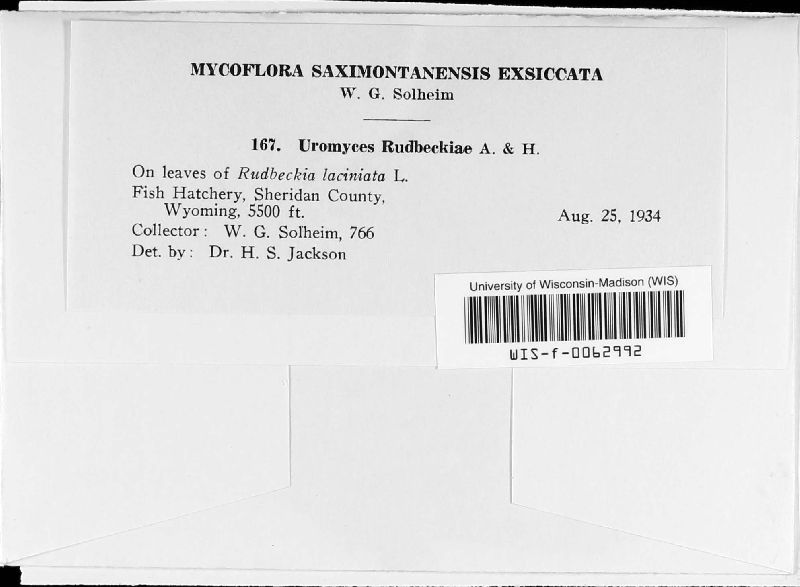 MYCOFLORA SAXIMONTANENSIS EXSICCATA
W. G. Solheim
167. Uromyces Rudbeckiae A. & H.
On leaves of Rudbeckia laciniata L.
Fish Hatchery, Sheridan County,
Wyoming, 5500 ft.
Aug. 25, 1934
Collector: W. G. Solheim, 766
Det. by: Dr. H. S. Jackson
University of Wisconsin-Madison (WIS)
WIS-f-0062992